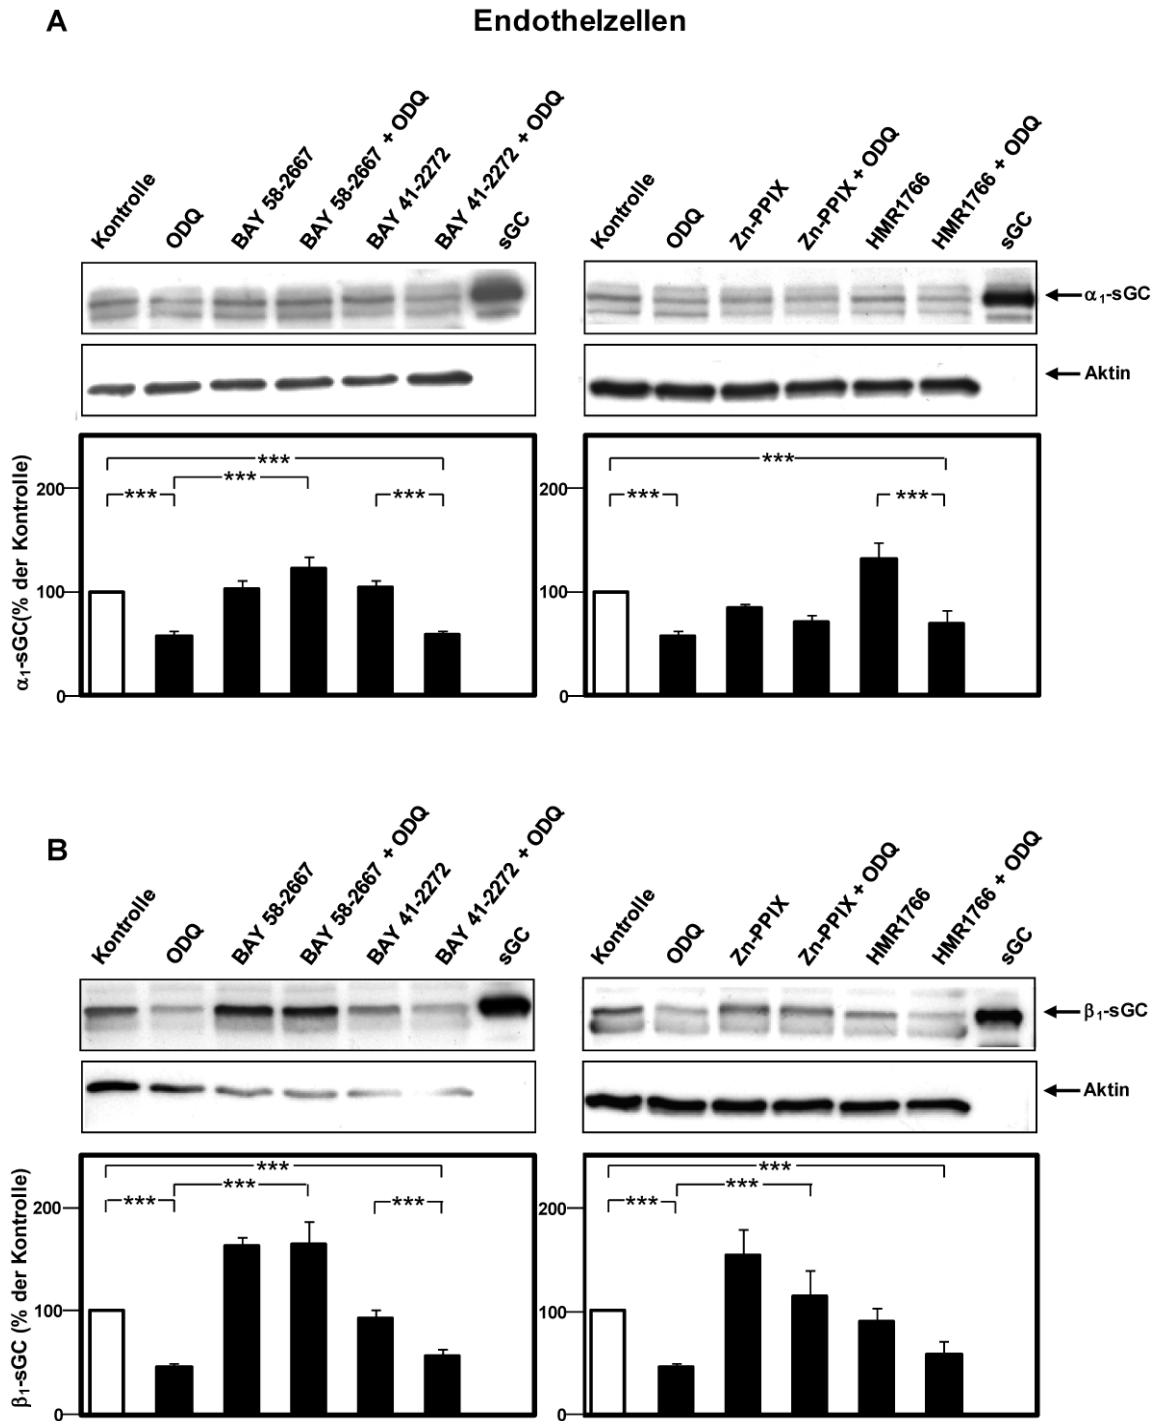 A
Endothelzellen
Kontrolle
ODQ
BAY 58-2667
BAY 58-2667 + ODQ
BAY 41-2272
BAY 41-2272 + ODQ
sGC
Kontrolle
ODQ
Zn-PPIX
Zn-PPIX + ODQ
HMR1766
HMR1766 + ODQ
sGC
α₁-sGC
Aktin
α₁-sGC(% der Kontrolle)
200
100
0
***
***
***
***
200
100
0
***
***
***
B
Kontrolle
ODQ
BAY 58-2667
BAY 58-2667 + ODQ
BAY 41-2272
BAY 41-2272 + ODQ
sGC
Kontrolle
ODQ
Zn-PPIX
Zn-PPIX + ODQ
HMR1766
HMR1766 + ODQ
sGC
β₁-sGC
Aktin
β₁-sGC (% der Kontrolle)
200
100
0
***
***
***
***
200
100
0
***
***
***